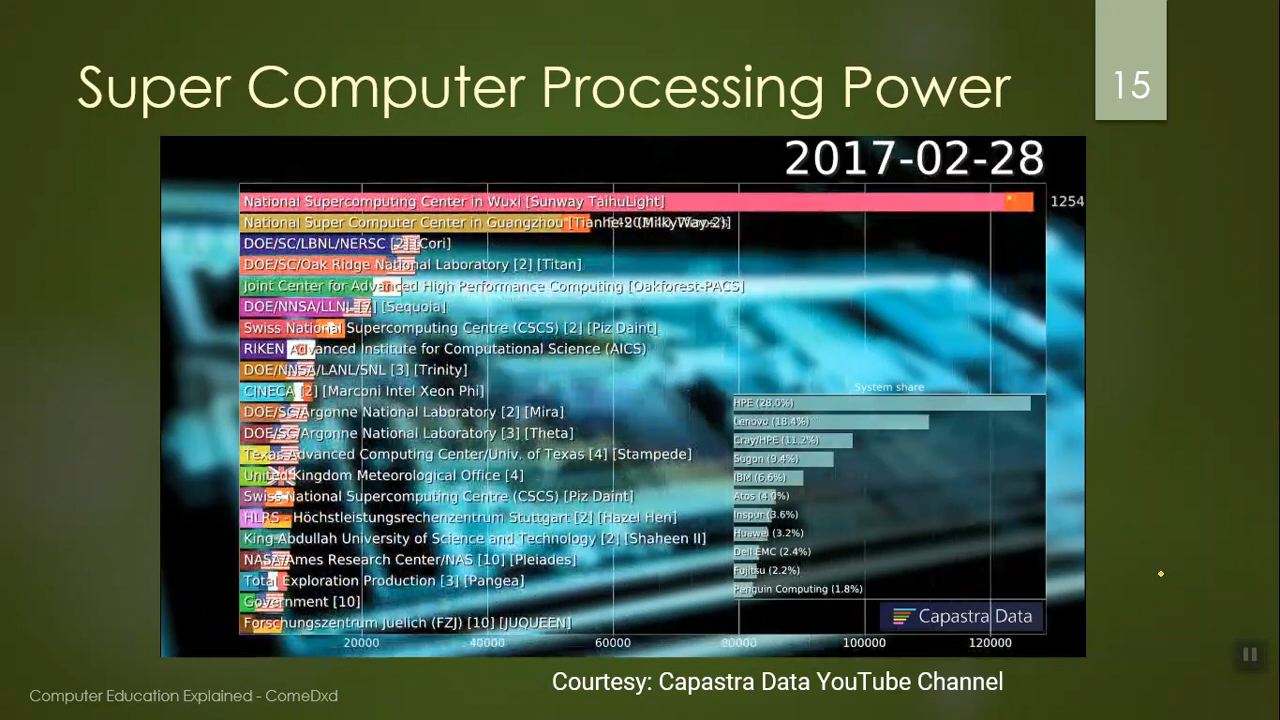 Super Computer Processing Power
15
2017-02-28
National Supercomputing Center in Wuxi [Sunway TaihuLight]
1254
National Super Computer Center in Guangzhou [Tianhe-2 (MilkyWay-2)]
DOE/SC/LBNL/NERSC [2] [Cori]
DOE/SC/Oak Ridge National Laboratory [2] [Titan]
Joint Center for Advanced High Performance Computing [Oakforest-PACS]
DOE/NNSA/LLNL [7] [Sequoia]
Swiss National Supercomputing Centre (CSCS) [2] [Piz Daint]
RIKEN Advanced Institute for Computational Science (AICS)
DOE/NNSA/LANL/SNL [3] [Trinity]
CINECA [2] [Marconi Intel Xeon Phi]
DOE/SC/Argonne National Laboratory [2] [Mira]
DOE/SC/Argonne National Laboratory [3] [Theta]
Texas Advanced Computing Center/Univ. of Texas [4] [Stampede]
United Kingdom Meteorological Office [4]
Swiss National Supercomputing Centre (CSCS) [Piz Daint]
HLRS - Höchstleistungsrechenzentrum Stuttgart [2] [Hazel Hen]
King Abdullah University of Science and Technology [2] [Shaheen II]
NASA/Ames Research Center/NAS [10] [Pleiades]
Total Exploration Production [3] [Pangea]
Government [10]
Forschungszentrum Juelich (FZJ) [10] [JUQUEEN]
System share
HPE (28.0%)
Lenovo (18.4%)
Cray/HPE (11.2%)
Sugon (9.4%)
IBM (6.6%)
Atos (4.0%)
Inspur (3.6%)
Huawei (3.2%)
Dell EMC (2.4%)
Fujitsu (2.2%)
Penguin Computing (1.8%)
Capastra Data
20000 40000 60000 80000 100000 120000
Courtesy: Capastra Data YouTube Channel
Computer Education Explained - ComeDxd